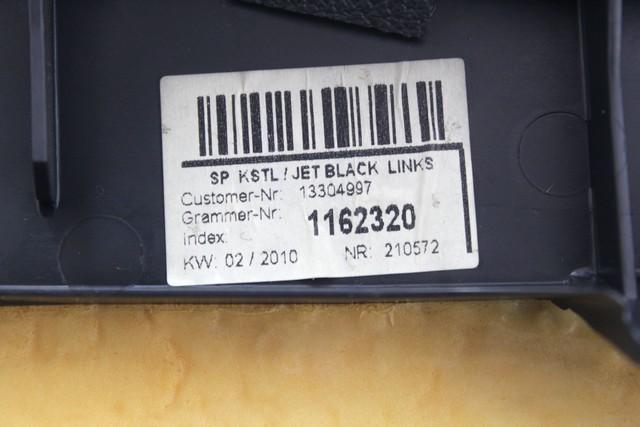 SP KSTL / JET BLACK LINKS
Customer-Nr: 13304997
Grammer-Nr: 1162320
Index:
KW: 02 / 2010 NR: 210572